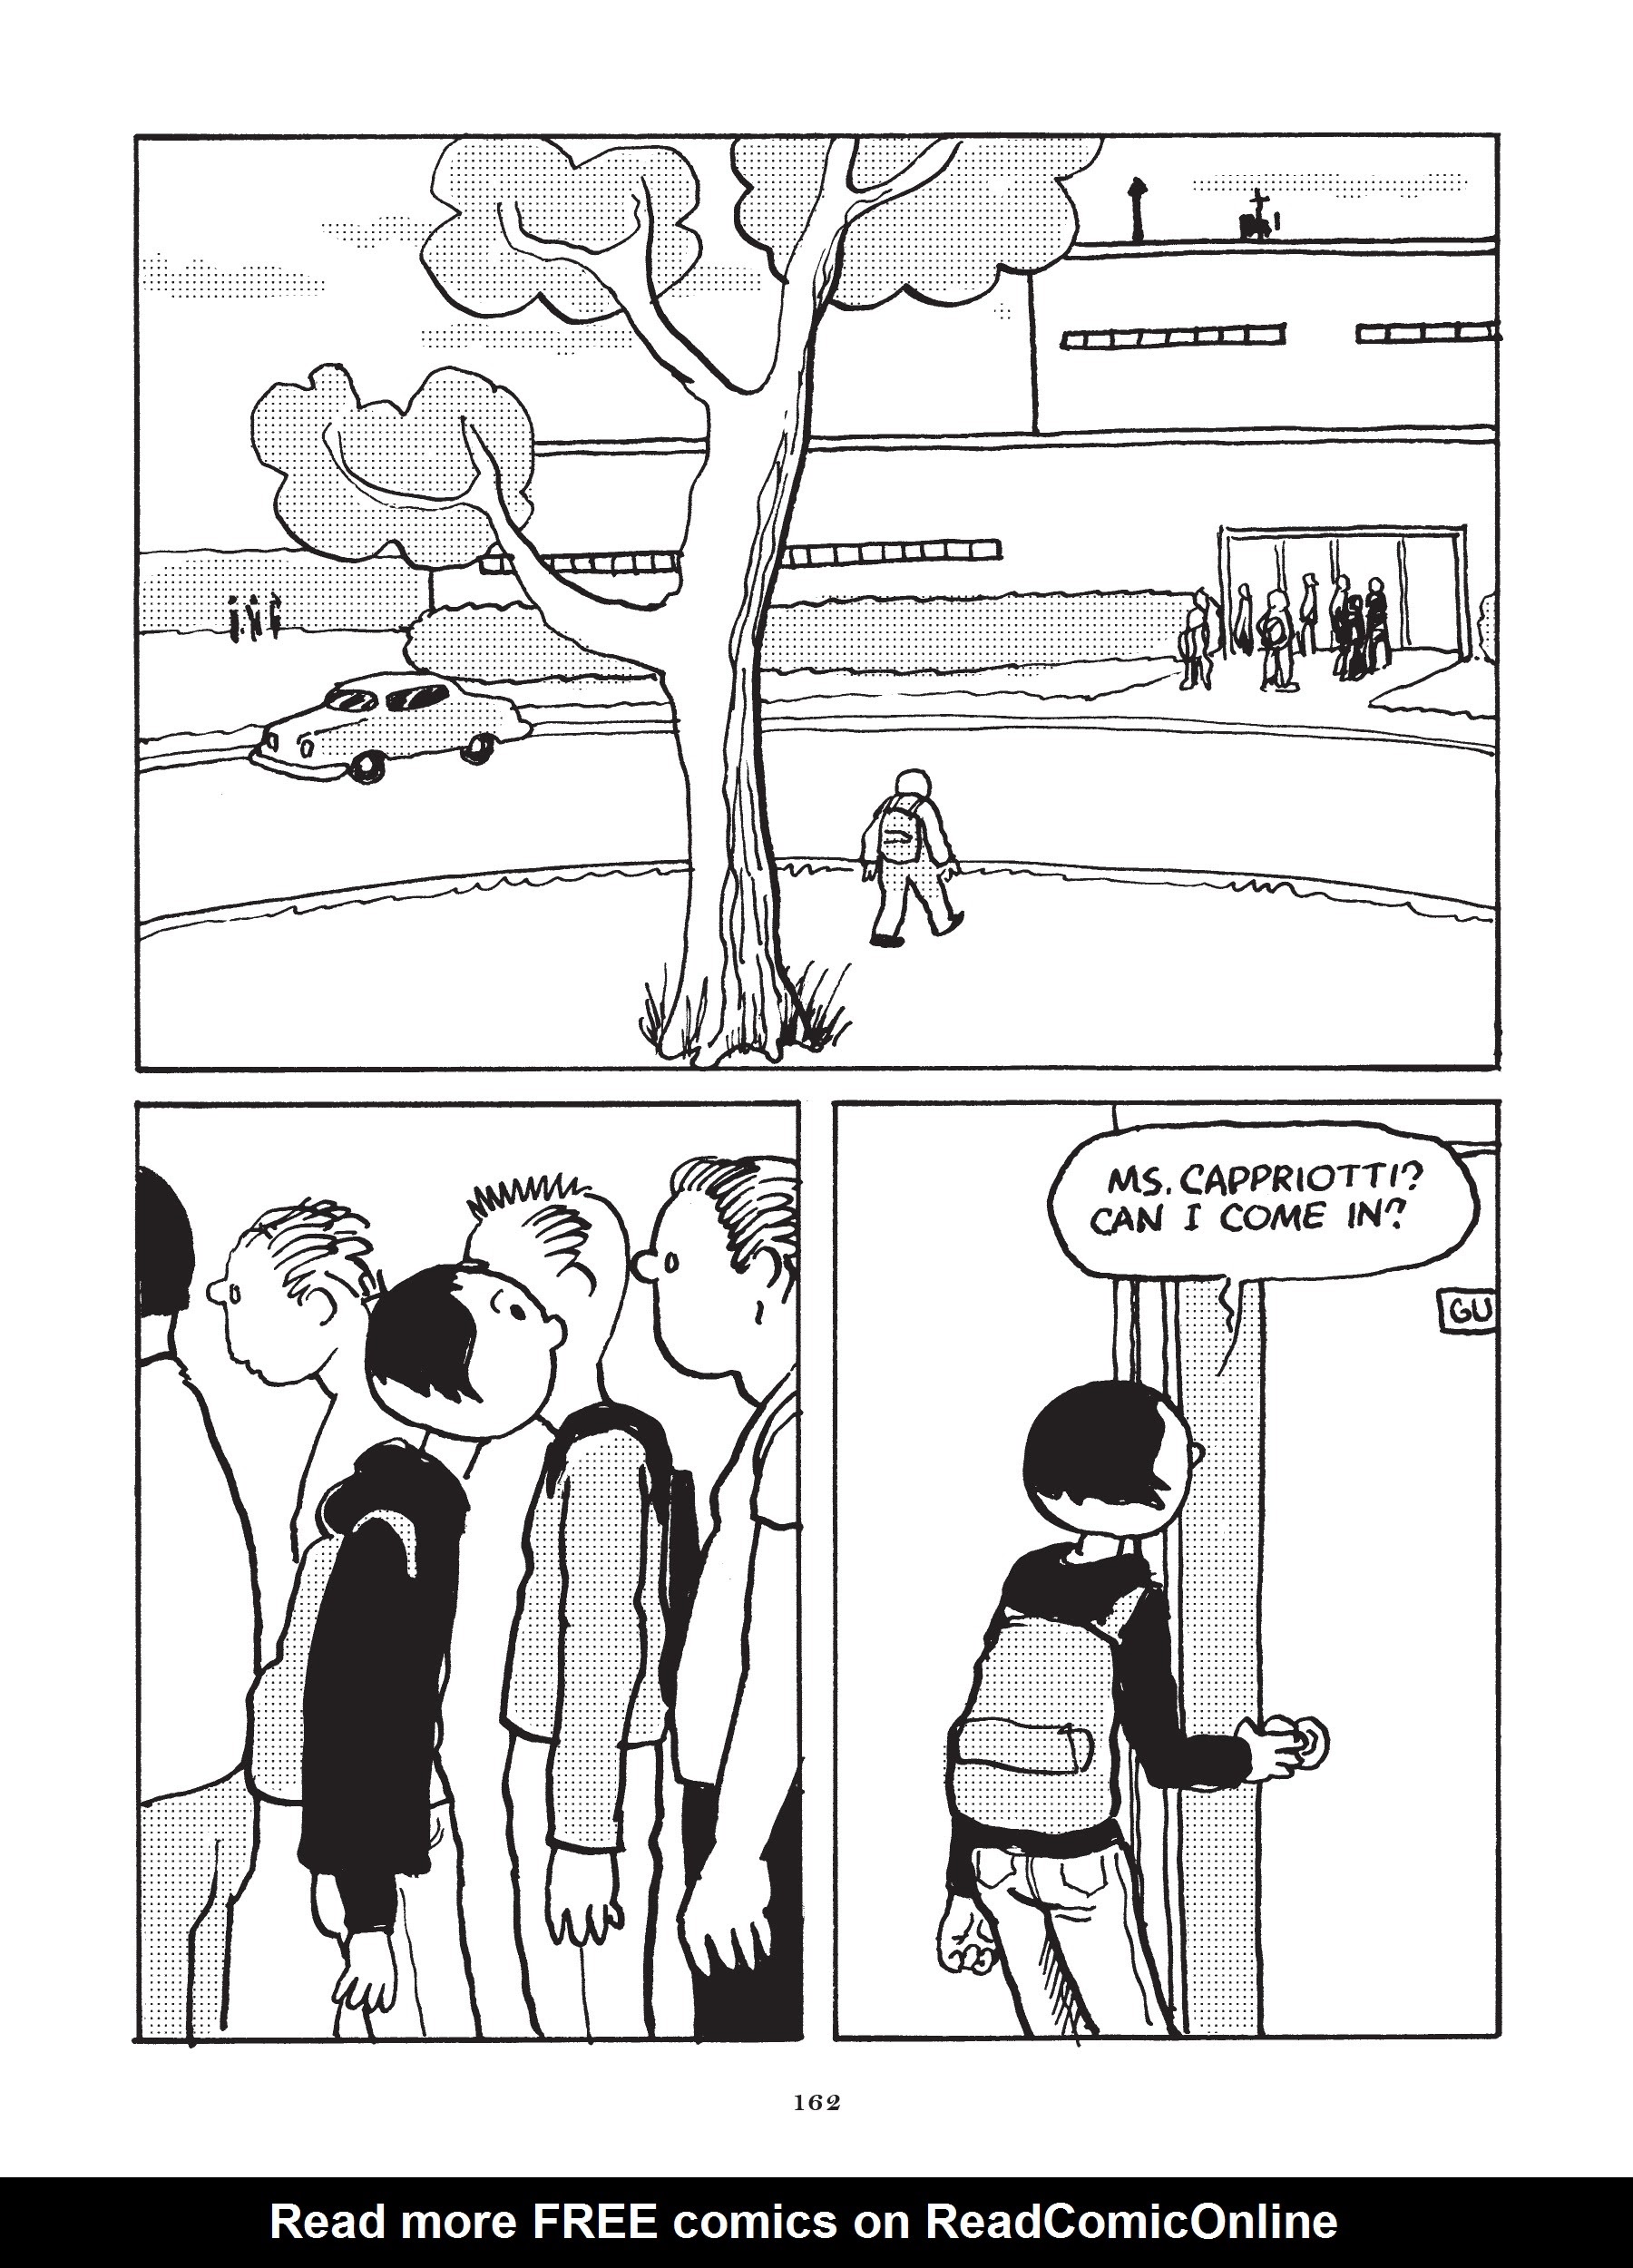 MS. CAPPRIOTTI?
CAN I COME IN?
GU
162
Read more FREE comics on ReadComicOnline